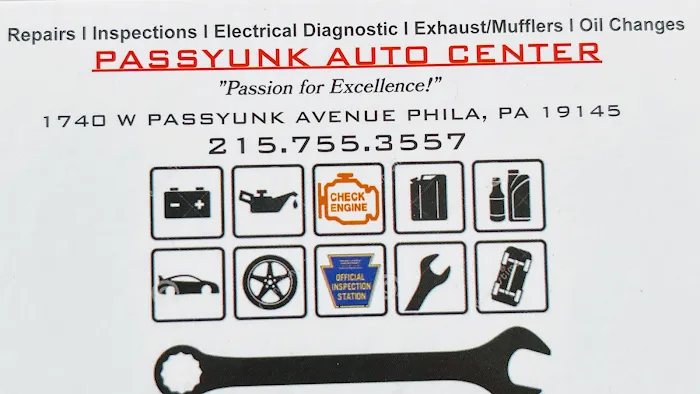 Repairs I Inspections I Electrical Diagnostic I Exhaust/Mufflers I Oil Changes
PASSYUNK AUTO CENTER
"Passion for Excellence!"
1740 W PASSYUNK AVENUE PHILA, PA 19145
215.755.3557
CHECK
ENGINE
OFFICIAL
INSPECTION
STATION